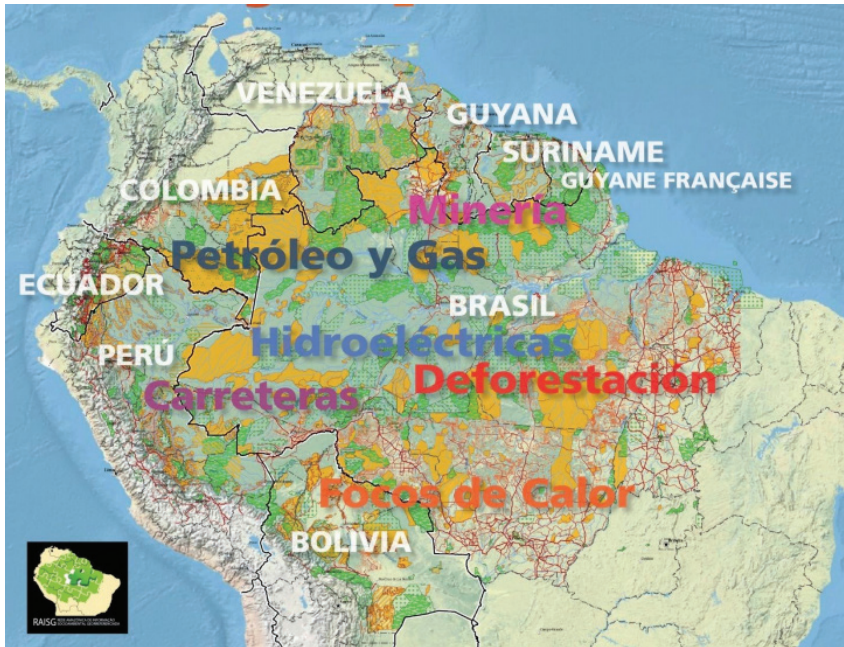 VENEZUELA
GUYANA
SURINAME
GUYANE FRANÇAISE
COLOMBIA
Minería
Petróleo y Gas
ECUADOR
BRASIL
Hidroeléctricas
PERÚ
Deforestación
Carreteras
Focos de Calor
BOLIVIA
RAISG